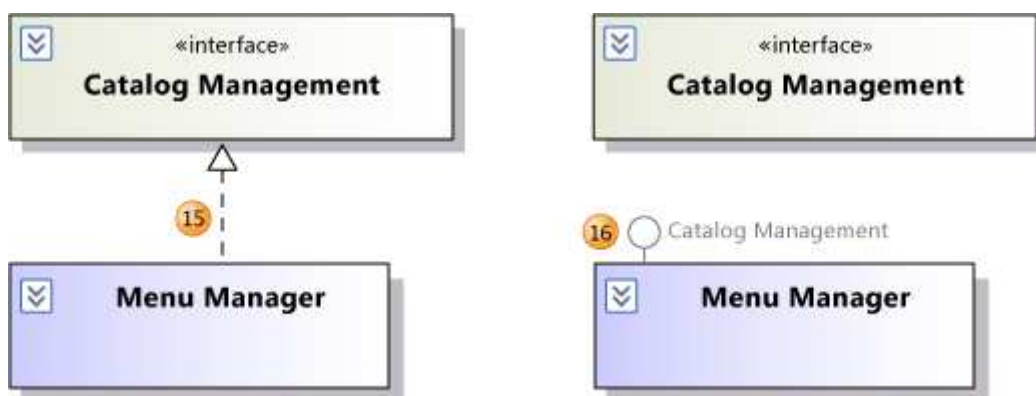 «interface»
Catalog Management
15
Menu Manager
«interface»
Catalog Management
16 Catalog Management
Menu Manager